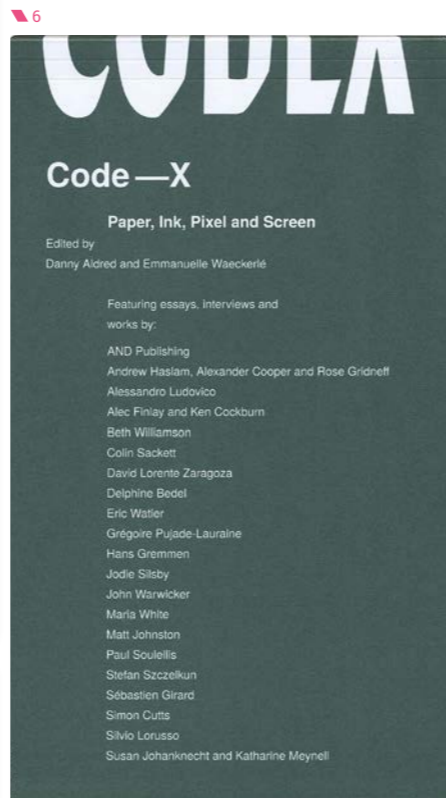 6
CODEX
Code—X
Paper, Ink, Pixel and Screen
Edited by
Danny Aldred and Emmanuelle Waeckerlé
Featuring essays, interviews and
works by:
AND Publishing
Andrew Haslam, Alexander Cooper and Rose Gridneff
Alessandro Ludovico
Alec Finlay and Ken Cockburn
Beth Williamson
Colin Sackett
David Lorente Zaragoza
Delphine Bedel
Eric Watier
Grégoire Pujade-Lauraine
Hans Gremmen
Jodie Silsby
John Warwicker
Maria White
Matt Johnston
Paul Soulellis
Stefan Szczelkun
Sébastien Girard
Simon Cutts
Silvio Lorusso
Susan Johanknecht and Katharine Meynell